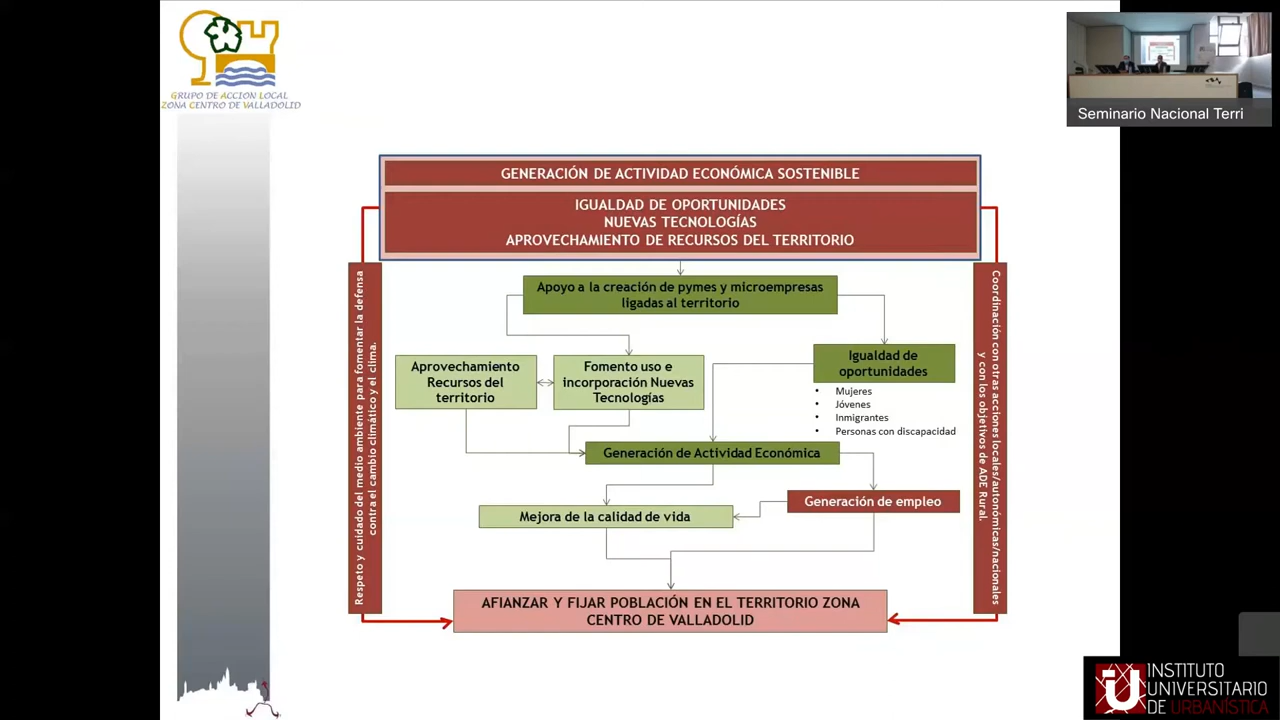 GRUPO DE ACCION LOCAL
ZONA CENTRO DE VALLADOLID
Seminario Nacional Terri
GENERACIÓN DE ACTIVIDAD ECONÓMICA SOSTENIBLE
IGUALDAD DE OPORTUNIDADES
NUEVAS TECNOLOGÍAS
APROVECHAMIENTO DE RECURSOS DEL TERRITORIO
Respeto y cuidado del medio ambiente para fomentar la defensa
contra el cambio climático y el clima.
Coordinación con otras acciones locales/autonómicas/nacionales
y con los objetivos de ADE Rural.
Apoyo a la creación de pymes y microempresas
ligadas al territorio
Aprovechamiento
Recursos del
territorio
Fomento uso e
incorporación Nuevas
Tecnologías
Igualdad de
oportunidades
• Mujeres
• Jóvenes
• Inmigrantes
• Personas con discapacidad
Generación de Actividad Económica
Generación de empleo
Mejora de la calidad de vida
AFIANZAR Y FIJAR POBLACIÓN EN EL TERRITORIO ZONA
CENTRO DE VALLADOLID
INSTITUTO
UNIVERSITARIO
DE URBANÍSTICA